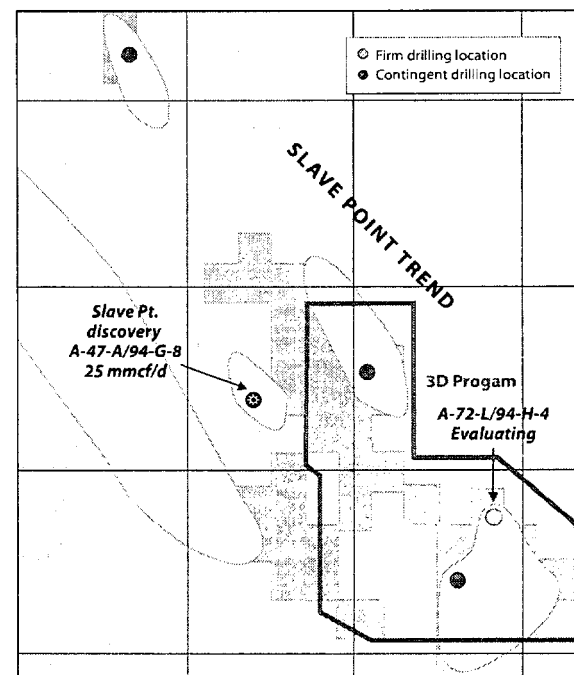 Firm drilling location
Contingent drilling location
SLAVE POINT TREND
Slave Pt.
discovery
A-47-A/94-G-8
25 mmcf/d
3D Progam
A-72-L/94-H-4
Evaluating